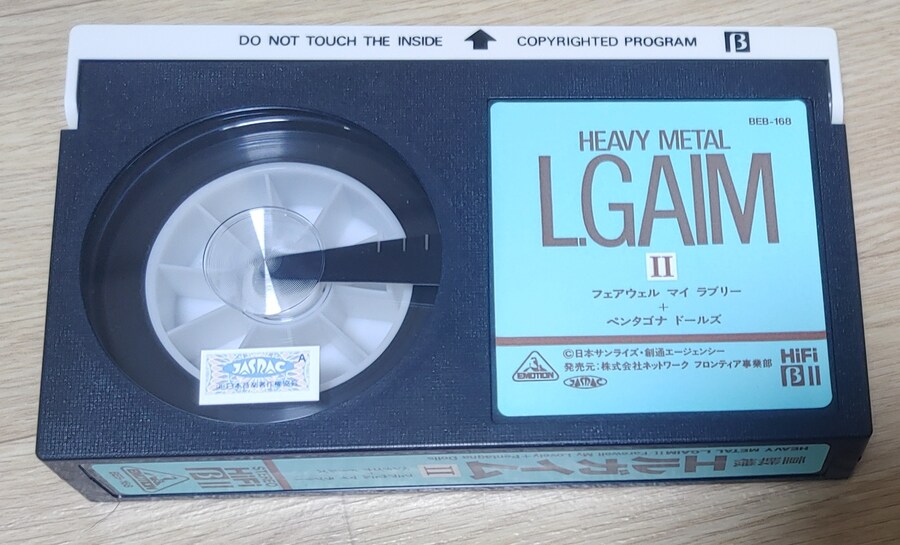 DO NOT TOUCH THE INSIDE COPYRIGHTED PROGRAM β
BEB-168
HEAVY METAL
L.GAIM
II
フェアウェル マイ ラブリー
+
ペンタゴナ ドールズ
©日本サンライズ・創通エージェンシー
発売元:株式会社ネットワーク フロンティア事業部
EMOTION
JASRAC
HiFi
βII
JASRAC A
HEAVY METAL L.GAIM II Farewell My Lovely + Pentagona Dolls
重戦機
エルガイム
II
STEREO
HiFi
βII
EMOTION